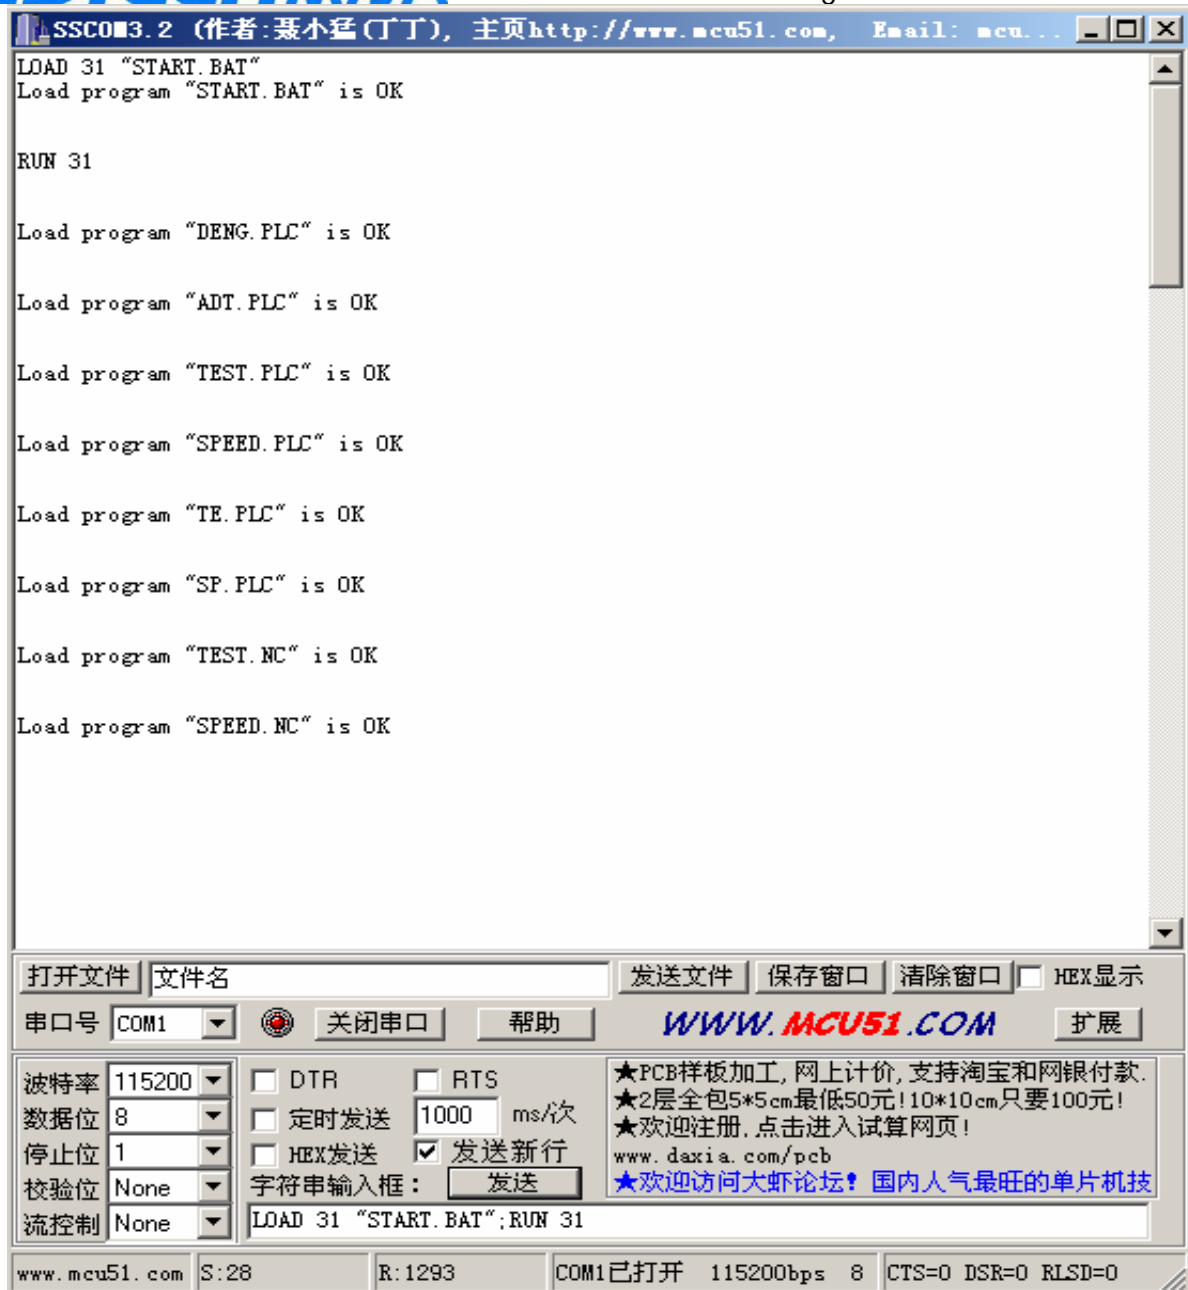 SSCOM3.2 (作者:聂小猛(丁丁), 主页http://www.mcu51.com, Email: mcu...
LOAD 31 "START.BAT"
Load program "START.BAT" is OK
RUN 31
Load program "DENG.PLC" is OK
Load program "ADT.PLC" is OK
Load program "TEST.PLC" is OK
Load program "SPEED.PLC" is OK
Load program "TE.PLC" is OK
Load program "SP.PLC" is OK
Load program "TEST.NC" is OK
Load program "SPEED.NC" is OK
打开文件 文件名 发送文件 保存窗口 清除窗口 HEX显示
串口号 COM1 关闭串口 帮助 WWW.MCU51.COM 扩展
波特率 115200 DTR RTS
数据位 8 定时发送 1000 ms/次
停止位 1 HEX发送 发送新行
校验位 None 字符串输入框: 发送
流控制 None LOAD 31 "START.BAT";RUN 31
★PCB样板加工,网上计价,支持淘宝和网银付款.
★2层全包5*5cm最低50元!10*10cm只要100元!
★欢迎注册,点击进入试算网页!
www.daxia.com/pcb
★欢迎访问大虾论坛! 国内人气最旺的单片机技
www.mcu51.com S:28 R:1293 COM1已打开 115200bps 8 CTS=0 DSR=0 RLSD=0